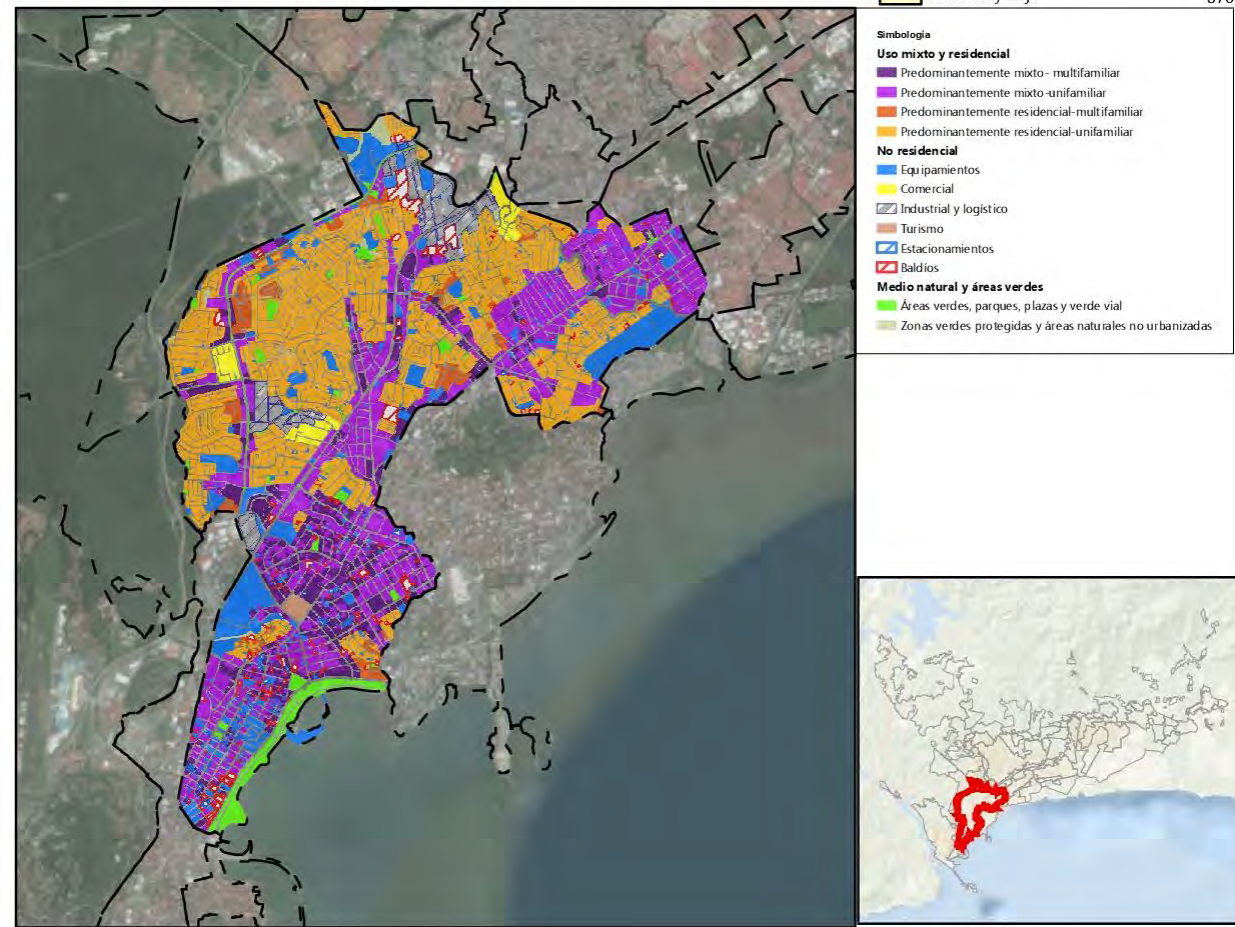 Simbología
Uso mixto y residencial
Predominantemente mixto- multifamiliar
Predominantemente mixto-unifamiliar
Predominantemente residencial-multifamiliar
Predominantemente residencial-unifamiliar
No residencial
Equipamientos
Comercial
Industrial y logístico
Turismo
Estacionamientos
Baldíos
Medio natural y áreas verdes
Áreas verdes, parques, plazas y verde vial
Zonas verdes protegidas y áreas naturales no urbanizadas